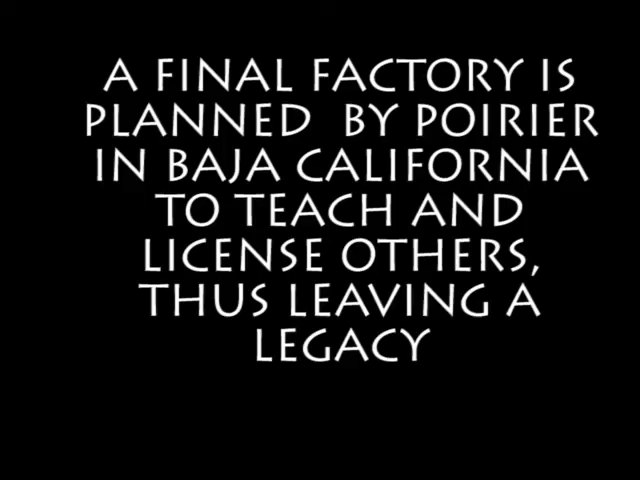 A FINAL FACTORY IS
PLANNED  BY POIRIER
IN BAJA CALIFORNIA
TO TEACH AND
LICENSE OTHERS,
THUS LEAVING A
LEGACY